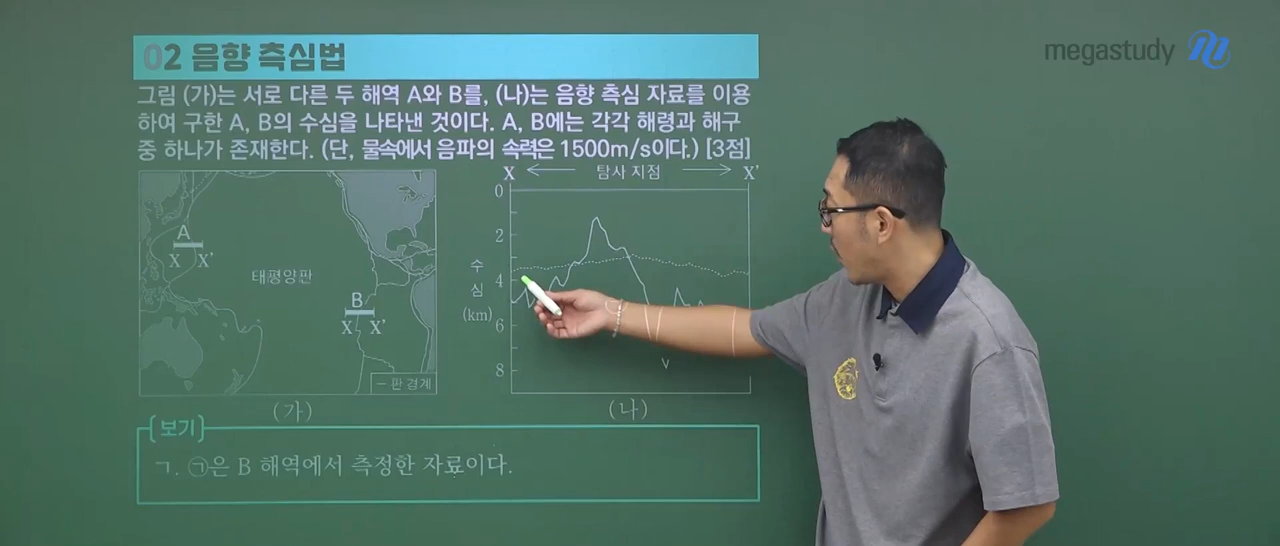 02 음향 측심법
megastudy
그림 (가)는 서로 다른 두 해역 A와 B를, (나)는 음향 측심 자료를 이용
하여 구한 A, B의 수심을 나타낸 것이다. A, B에는 각각 해령과 해구
중 하나가 존재한다. (단, 물속에서 음파의 속력은 1500m/s이다.) [3점]
X ← 탐사 지점 → X'
0
2
4
6
8
수심
(km)
A
X X'
태평양판
B
X X'
판 경계
(가)
(나)
[보기]
ㄱ. ㉠은 B 해역에서 측정한 자료이다.